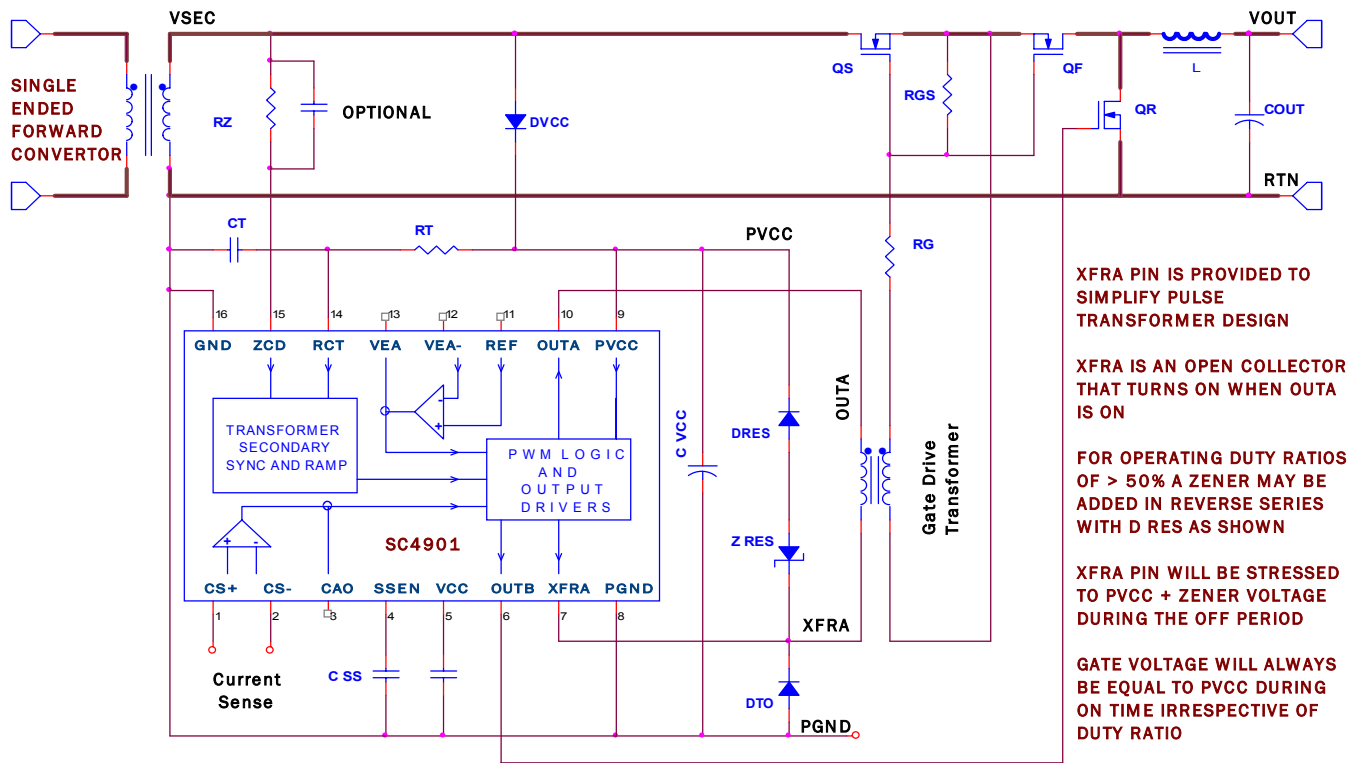 VSEC
VOUT
SINGLE
ENDED
FORWARD
CONVERTOR
RZ
OPTIONAL
DVCC
QS
RGS
QF
L
QR
COUT
RTN
CT
RT
PVCC
RG
XFRA PIN IS PROVIDED TO
SIMPLIFY PULSE
TRANSFORMER DESIGN
XFRA IS AN OPEN COLLECTOR
THAT TURNS ON WHEN OUTA
IS ON
FOR OPERATING DUTY RATIOS
OF > 50% A ZENER MAY BE
ADDED IN REVERSE SERIES
WITH D RES AS SHOWN
XFRA PIN WILL BE STRESSED
TO PVCC + ZENER VOLTAGE
DURING THE OFF PERIOD
GATE VOLTAGE WILL ALWAYS
BE EQUAL TO PVCC DURING
ON TIME IRRESPECTIVE OF
DUTY RATIO
16 15 14 13 12 11 10 9
GND ZCD RCT VEA VEA- REF OUTA PVCC
TRANSFORMER
SECONDARY
SYNC AND RAMP
- +
PWM LOGIC
AND
OUTPUT
DRIVERS
+ -
SC4901
CS+ CS- CAO SSEN VCC OUTB XFRA PGND
1 2 3 4 5 6 7 8
Current
Sense
C SS
C VCC
DRES
Z RES
OUTA
Gate Drive
Transformer
XFRA
DTO
PGND